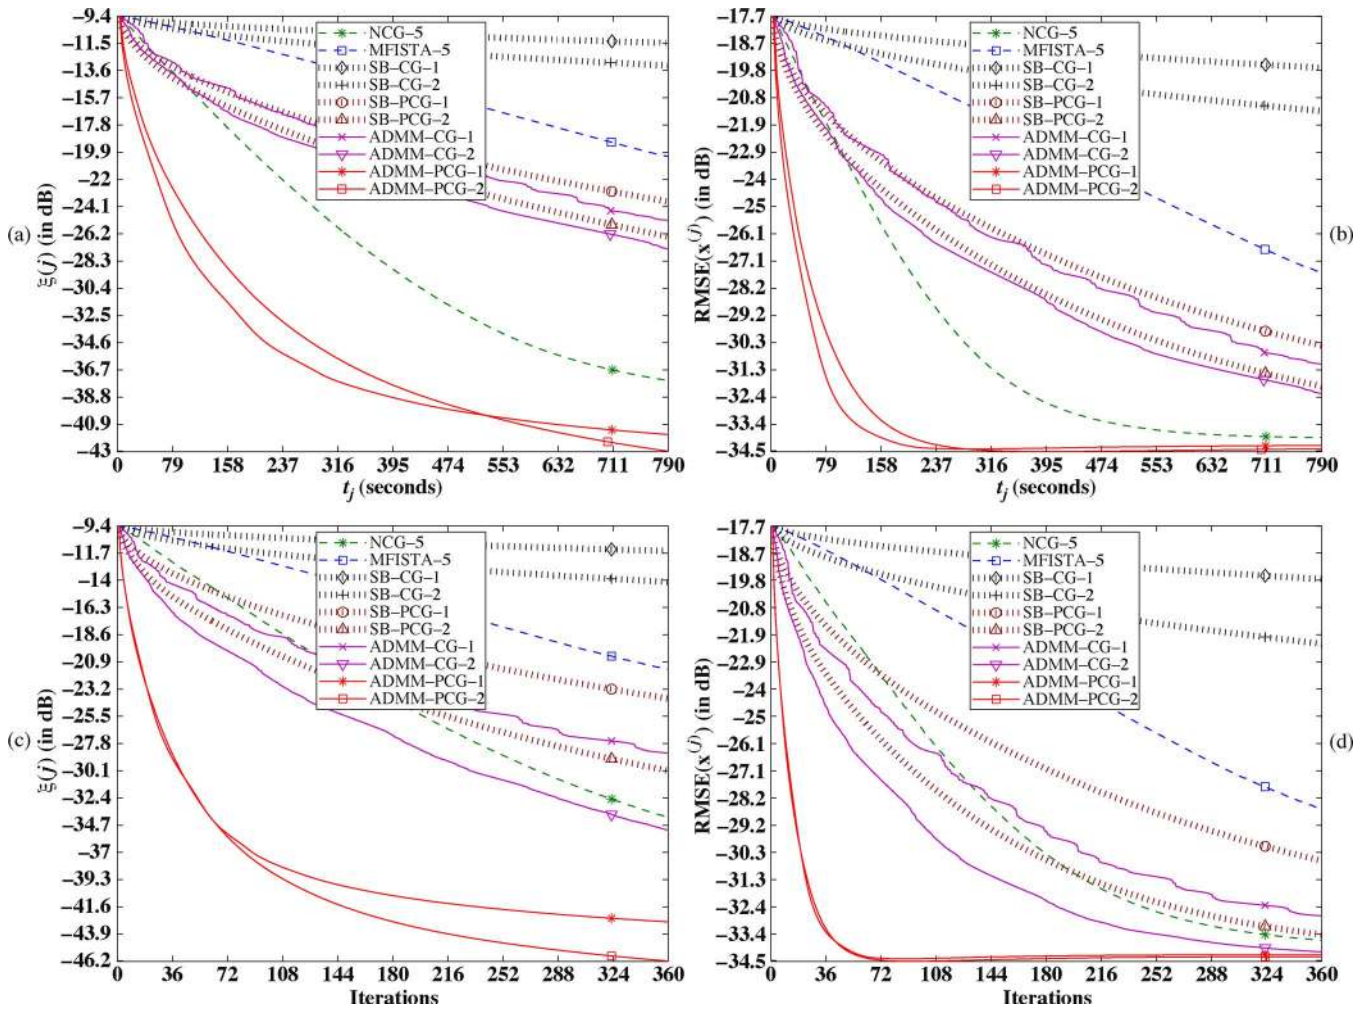 (a)
ξ(j) (in dB)
−9.4
−11.5
−13.6
−15.7
−17.8
−19.9
−22
−24.1
−26.2
−28.3
−30.4
−32.5
−34.6
−36.7
−38.8
−40.9
−43
NCG−5
MFISTA−5
SB−CG−1
SB−CG−2
SB−PCG−1
SB−PCG−2
ADMM−CG−1
ADMM−CG−2
ADMM−PCG−1
ADMM−PCG−2
0 79 158 237 316 395 474 553 632 711 790
t_j (seconds)
RMSE(x^(j)) (in dB)
−17.7
−18.7
−19.8
−20.8
−21.9
−22.9
−24
−25
−26.1
−27.1
−28.2
−29.2
−30.3
−31.3
−32.4
−33.4
−34.5
NCG−5
MFISTA−5
SB−CG−1
SB−CG−2
SB−PCG−1
SB−PCG−2
ADMM−CG−1
ADMM−CG−2
ADMM−PCG−1
ADMM−PCG−2
0 79 158 237 316 395 474 553 632 711 790
t_j (seconds)
(b)
(c)
ξ(j) (in dB)
−9.4
−11.7
−14
−16.3
−18.6
−20.9
−23.2
−25.5
−27.8
−30.1
−32.4
−34.7
−37
−39.3
−41.6
−43.9
−46.2
NCG−5
MFISTA−5
SB−CG−1
SB−CG−2
SB−PCG−1
SB−PCG−2
ADMM−CG−1
ADMM−CG−2
ADMM−PCG−1
ADMM−PCG−2
0 36 72 108 144 180 216 252 288 324 360
Iterations
RMSE(x^(j)) (in dB)
−17.7
−18.7
−19.8
−20.8
−21.9
−22.9
−24
−25
−26.1
−27.1
−28.2
−29.2
−30.3
−31.3
−32.4
−33.4
−34.5
NCG−5
MFISTA−5
SB−CG−1
SB−CG−2
SB−PCG−1
SB−PCG−2
ADMM−CG−1
ADMM−CG−2
ADMM−PCG−1
ADMM−PCG−2
0 36 72 108 144 180 216 252 288 324 360
Iterations
(d)